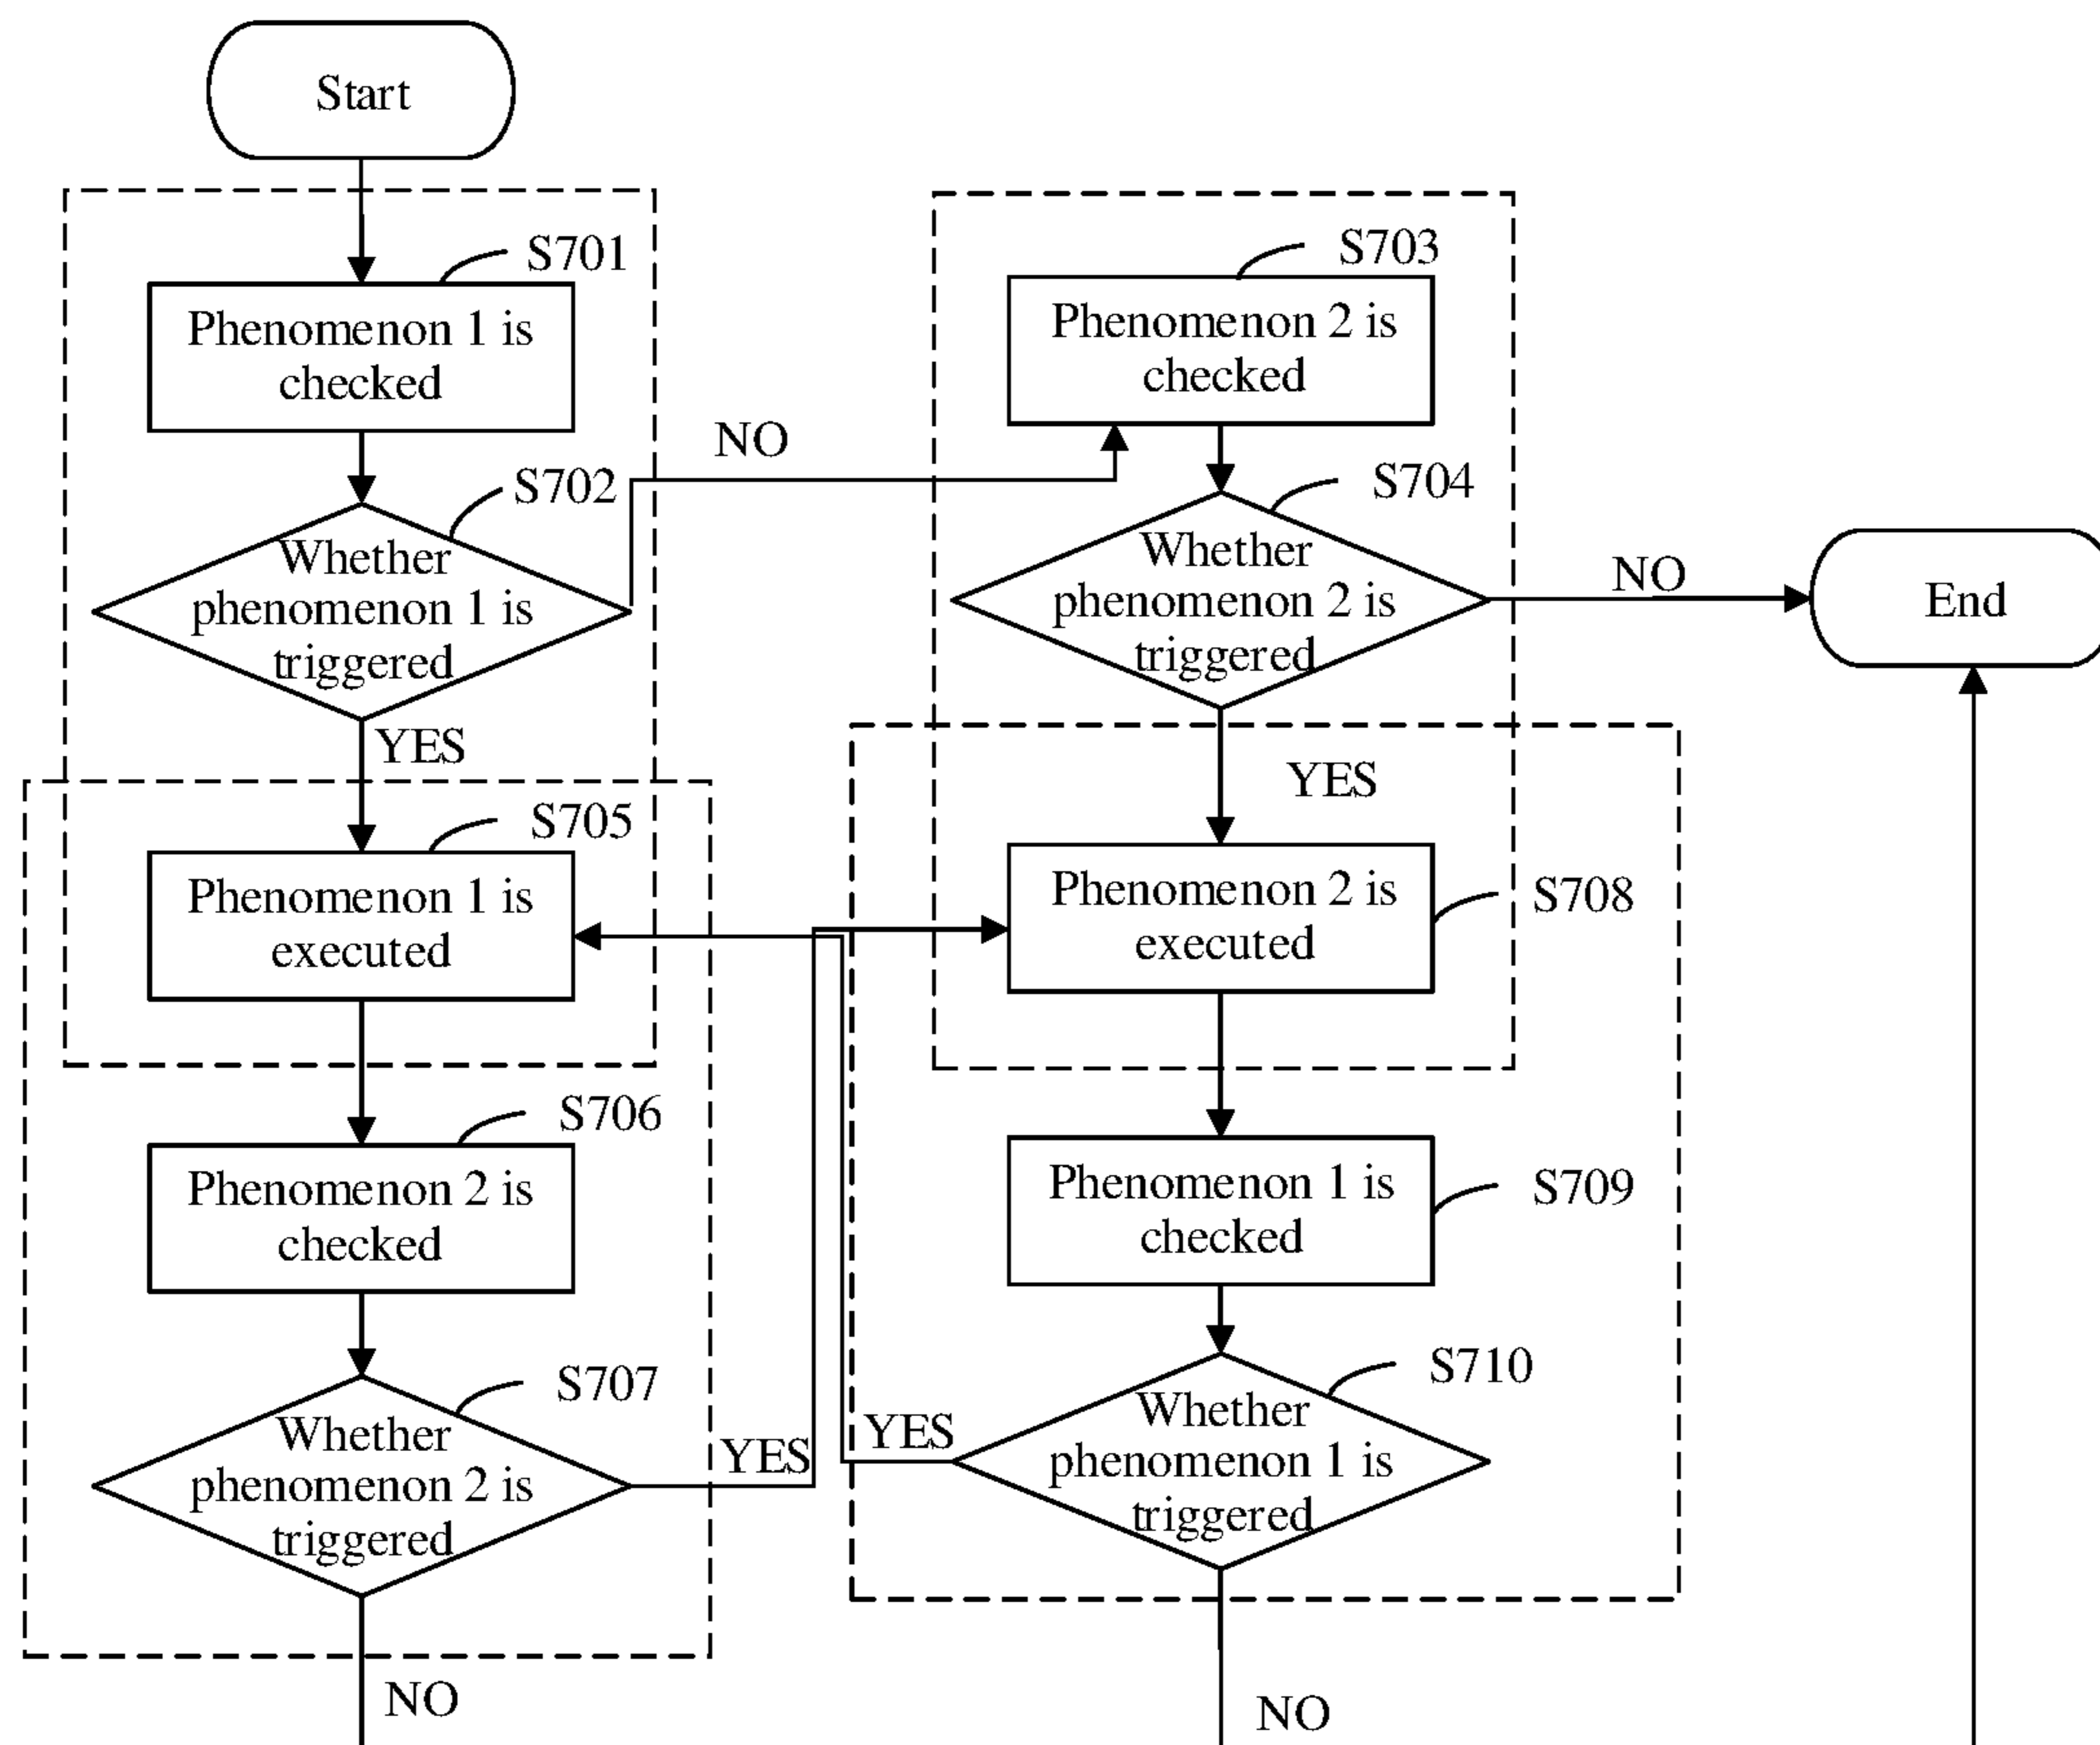 Start
S701
Phenomenon 1 is
checked
S702
Whether
phenomenon 1 is
triggered
NO
YES
S703
Phenomenon 2 is
checked
S704
Whether
phenomenon 2 is
triggered
NO
End
YES
S705
Phenomenon 1 is
executed
S706
Phenomenon 2 is
checked
S707
Whether
phenomenon 2 is
triggered
YES
NO
S708
Phenomenon 2 is
executed
S709
Phenomenon 1 is
checked
S710
Whether
phenomenon 1 is
triggered
YES
NO